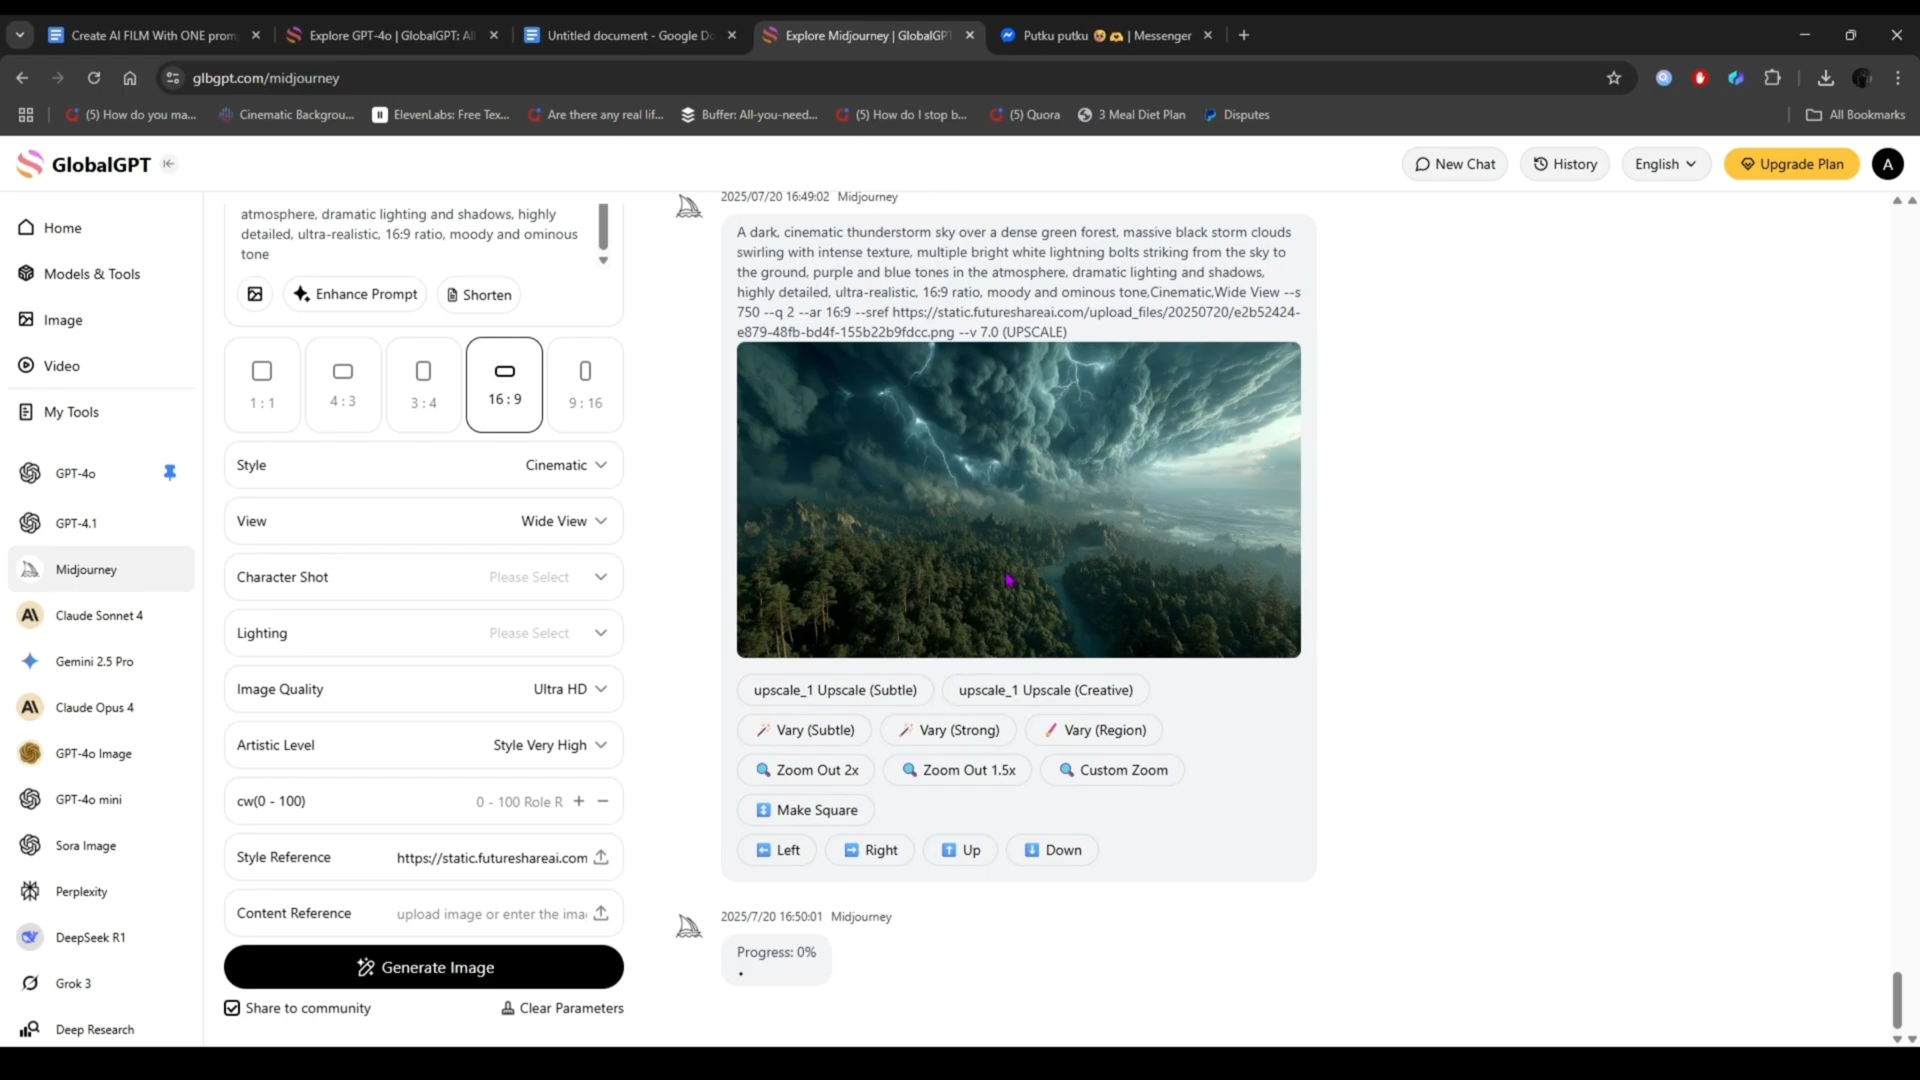 Create AI FILM With ONE prom
Explore GPT-4o | GlobalGPT: AI
Untitled document - Google Do
Explore Midjourney | GlobalGP
Putku putku | Messenger
glbgpt.com/midjourney
(5) How do you ma...
Cinematic Backgrou...
ElevenLabs: Free Tex...
Are there any real lif...
Buffer: All-you-need...
(5) How do I stop b...
(5) Quora
3 Meal Diet Plan
Disputes
All Bookmarks
GlobalGPT
New Chat
History
English
Upgrade Plan
A
Home
Models & Tools
Image
Video
My Tools
GPT-4o
GPT-4.1
Midjourney
Claude Sonnet 4
Gemini 2.5 Pro
Claude Opus 4
GPT-4o Image
GPT-4o mini
Sora Image
Perplexity
DeepSeek R1
Grok 3
Deep Research
atmosphere, dramatic lighting and shadows, highly
detailed, ultra-realistic, 16:9 ratio, moody and ominous
tone
Enhance Prompt
Shorten
1 : 1
4 : 3
3 : 4
16 : 9
9 : 16
Style
Cinematic
View
Wide View
Character Shot
Please Select
Lighting
Please Select
Image Quality
Ultra HD
Artistic Level
Style Very High
cw(0 - 100)
0 - 100 Role R
Style Reference
https://static.futureshareai.com
Content Reference
upload image or enter the ima
Generate Image
Share to community
Clear Parameters
2025/07/20 16:49:02 Midjourney
A dark, cinematic thunderstorm sky over a dense green forest, massive black storm clouds
swirling with intense texture, multiple bright white lightning bolts striking from the sky to
the ground, purple and blue tones in the atmosphere, dramatic lighting and shadows,
highly detailed, ultra-realistic, 16:9 ratio, moody and ominous tone,Cinematic,Wide View --s
750 --q 2 --ar 16:9 --sref https://static.futureshareai.com/upload_files/20250720/e2b52424-
e879-48fb-bd4f-155b22b9fdcc.png --v 7.0 (UPSCALE)
upscale_1 Upscale (Subtle)
upscale_1 Upscale (Creative)
Vary (Subtle)
Vary (Strong)
Vary (Region)
Zoom Out 2x
Zoom Out 1.5x
Custom Zoom
Make Square
Left
Right
Up
Down
2025/7/20 16:50:01 Midjourney
Progress: 0%